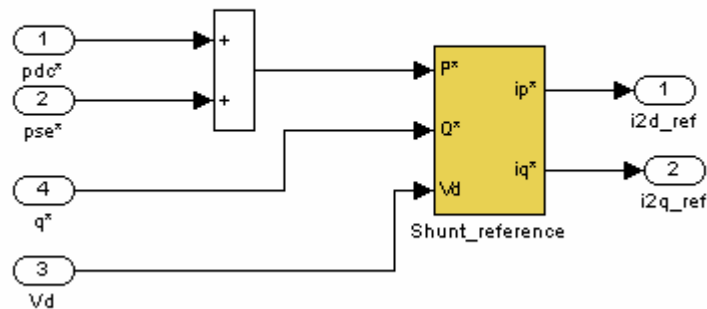 1
pdc*
+
2
pse*
+
4
q*
3
Vd
P*
Q*
Vd
ip*
iq*
Shunt_reference
1
i2d_ref
2
i2q_ref